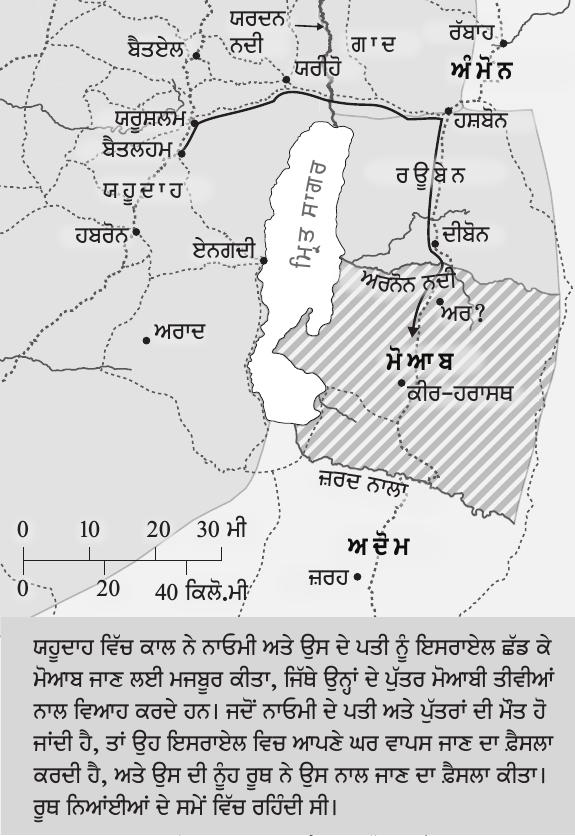 ਯਰਦਨ
ਨਦੀ
ਗਾਦ
ਰੱਬਾਹ
ਬੈਤਏਲ
ਅੰਮੋਨ
ਯਰੀਹੋ
ਯਰੂਸ਼ਲਮ
ਹਸ਼ਬੋਨ
ਬੈਤਲਹਮ
ਰਊਬੇਨ
ਯਹੂਦਾਹ
ਮ੍ਰਿਤ ਸਾਗਰ
ਹਬਰੋਨ
ਦੀਬੋਨ
ਏਨਗਦੀ
ਅਰਨੋਨ ਨਦੀ
ਅਰ?
ਅਰਾਦ
ਮੋਆਬ
ਕੀਰ-ਹਰਾਸਥ
ਜ਼ਰਦ ਨਾਲਾ
0 10 20 30 ਮੀ
ਅਦੋਮ
ਜ਼ਰਹ
0 20 40 ਕਿਲੋ.ਮੀ
ਯਹੂਦਾਹ ਵਿੱਚ ਕਾਲ ਨੇ ਨਾਓਮੀ ਅਤੇ ਉਸ ਦੇ ਪਤੀ ਨੂੰ ਇਸਰਾਏਲ ਛੱਡ ਕੇ
ਮੋਆਬ ਜਾਣ ਲਈ ਮਜਬੂਰ ਕੀਤਾ, ਜਿੱਥੇ ਉਨ੍ਹਾਂ ਦੇ ਪੁੱਤਰ ਮੋਆਬੀ ਤੀਵੀਆਂ
ਨਾਲ ਵਿਆਹ ਕਰਦੇ ਹਨ। ਜਦੋਂ ਨਾਓਮੀ ਦੇ ਪਤੀ ਅਤੇ ਪੁੱਤਰਾਂ ਦੀ ਮੌਤ ਹੋ
ਜਾਂਦੀ ਹੈ, ਤਾਂ ਉਹ ਇਸਰਾਏਲ ਵਿਚ ਆਪਣੇ ਘਰ ਵਾਪਸ ਜਾਣ ਦਾ ਫ਼ੈਸਲਾ
ਕਰਦੀ ਹੈ, ਅਤੇ ਉਸ ਦੀ ਨੂੰਹ ਰੂਥ ਨੇ ਉਸ ਨਾਲ ਜਾਣ ਦਾ ਫ਼ੈਸਲਾ ਕੀਤਾ।
ਰੂਥ ਨਿਆਂਈਆਂ ਦੇ ਸਮੇਂ ਵਿੱਚ ਰਹਿੰਦੀ ਸੀ।